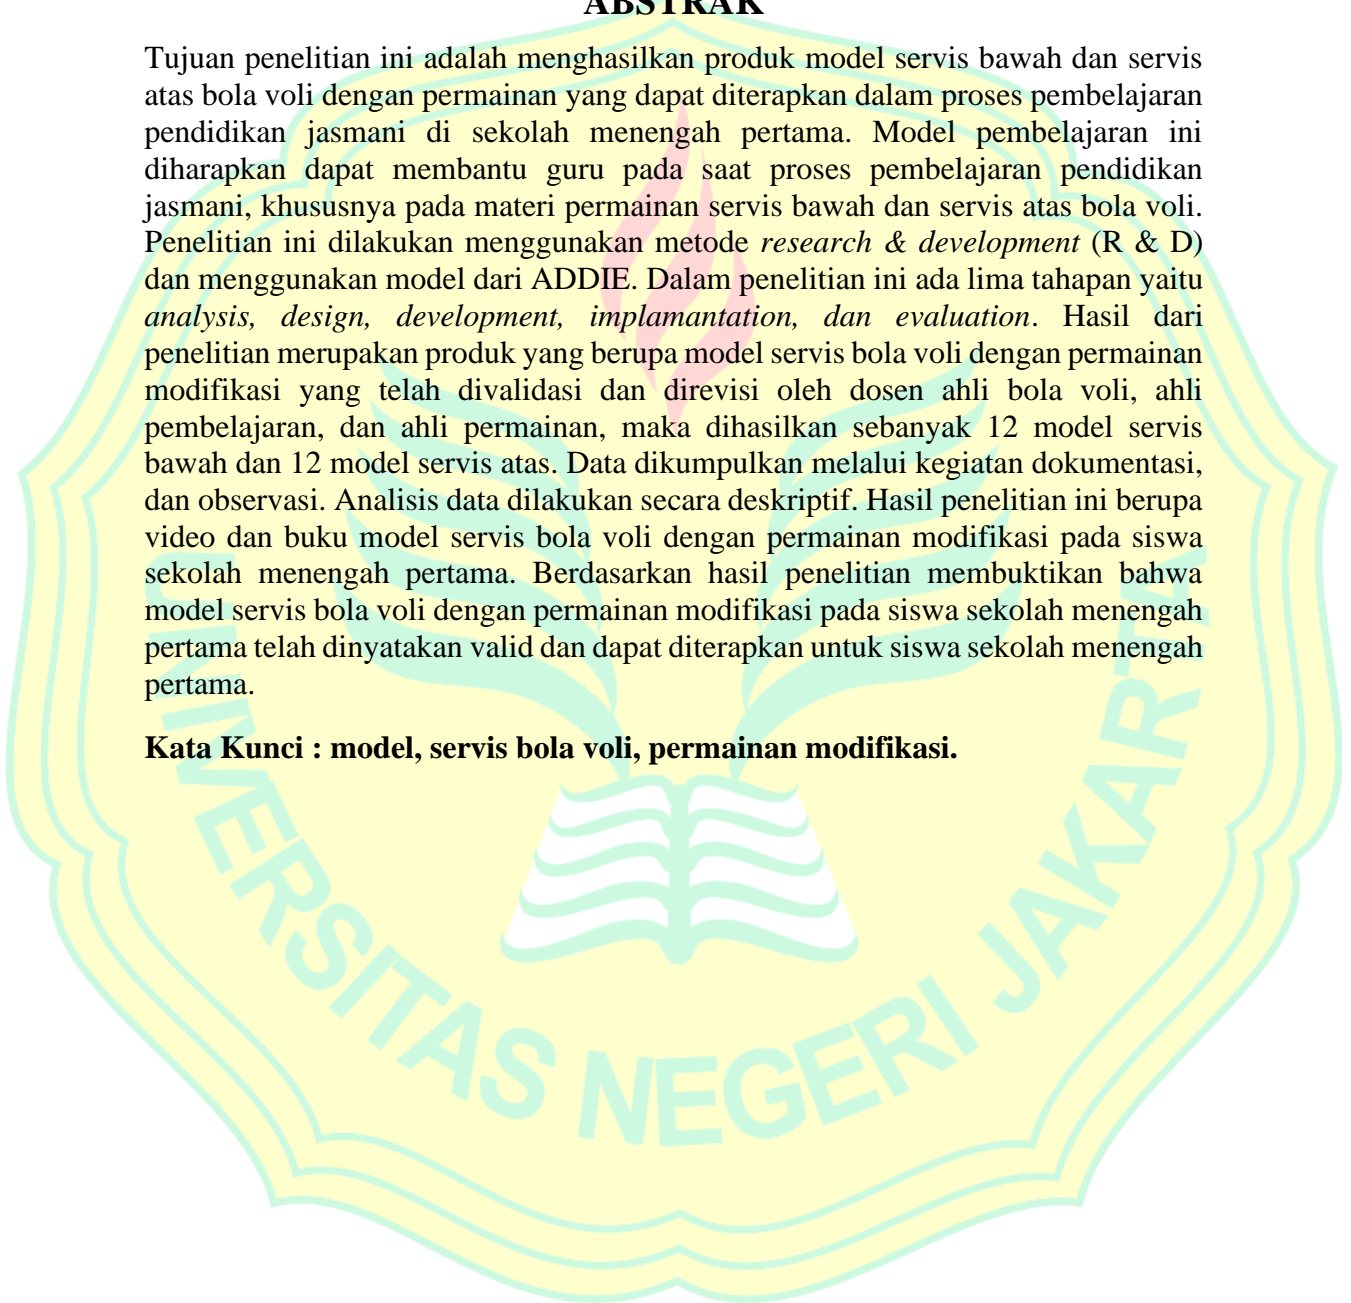 ABSTRAK
Tujuan penelitian ini adalah menghasilkan produk model servis bawah dan servis
atas bola voli dengan permainan yang dapat diterapkan dalam proses pembelajaran
pendidikan jasmani di sekolah menengah pertama. Model pembelajaran ini
diharapkan dapat membantu guru pada saat proses pembelajaran pendidikan
jasmani, khususnya pada materi permainan servis bawah dan servis atas bola voli.
Penelitian ini dilakukan menggunakan metode research & development (R & D)
dan menggunakan model dari ADDIE. Dalam penelitian ini ada lima tahapan yaitu
analysis, design, development, implamantation, dan evaluation. Hasil dari
penelitian merupakan produk yang berupa model servis bola voli dengan permainan
modifikasi yang telah divalidasi dan direvisi oleh dosen ahli bola voli, ahli
pembelajaran, dan ahli permainan, maka dihasilkan sebanyak 12 model servis
bawah dan 12 model servis atas. Data dikumpulkan melalui kegiatan dokumentasi,
dan observasi. Analisis data dilakukan secara deskriptif. Hasil penelitian ini berupa
video dan buku model servis bola voli dengan permainan modifikasi pada siswa
sekolah menengah pertama. Berdasarkan hasil penelitian membuktikan bahwa
model servis bola voli dengan permainan modifikasi pada siswa sekolah menengah
pertama telah dinyatakan valid dan dapat diterapkan untuk siswa sekolah menengah
pertama.
Kata Kunci : model, servis bola voli, permainan modifikasi.
UNIVERSITAS NEGERI JAKARTA